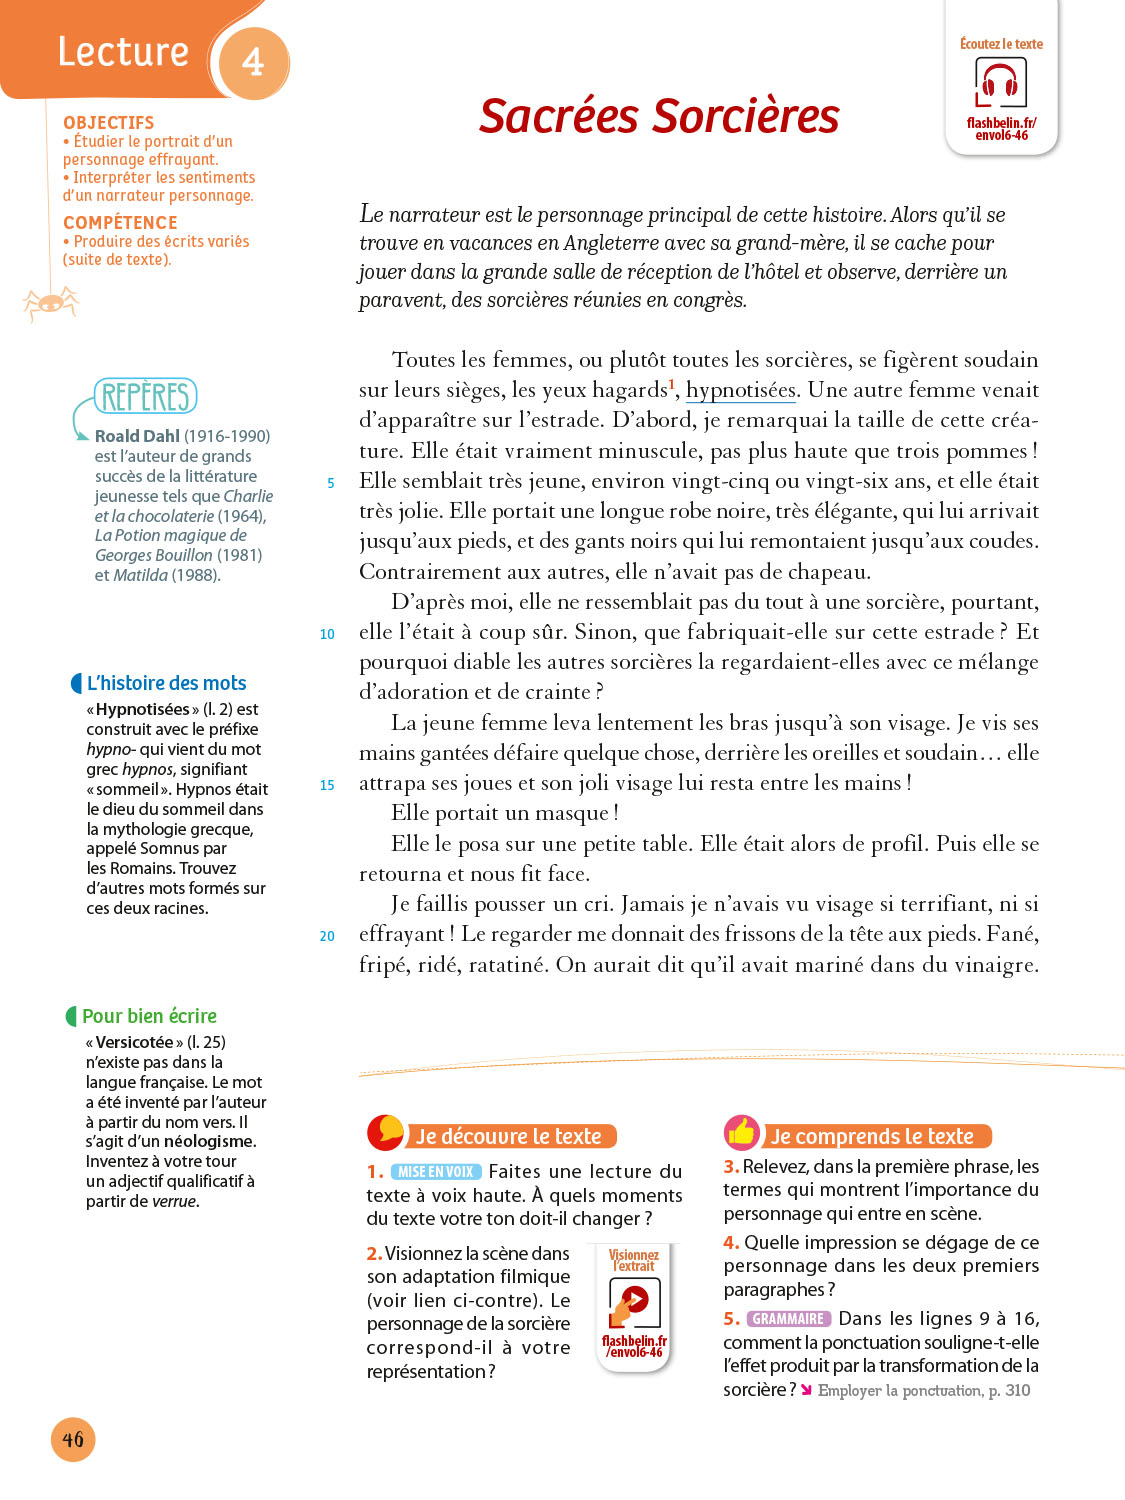 Lecture 4
Écoutez le texte
flashbelin.fr/
envol6-46
Sacrées Sorcières
OBJECTIFS
• Étudier le portrait d’un
personnage effrayant.
• Interpréter les sentiments
d’un narrateur personnage.
COMPÉTENCE
• Produire des écrits variés
(suite de texte).
Le narrateur est le personnage principal de cette histoire. Alors qu’il se
trouve en vacances en Angleterre avec sa grand-mère, il se cache pour
jouer dans la grande salle de réception de l’hôtel et observe, derrière un
paravent, des sorcières réunies en congrès.
REPÈRES
Roald Dahl (1916-1990)
est l’auteur de grands
succès de la littérature
jeunesse tels que Charlie
et la chocolaterie (1964),
La Potion magique de
Georges Bouillon (1981)
et Matilda (1988).
L’histoire des mots
« Hypnotisées » (l. 2) est
construit avec le préfixe
hypno- qui vient du mot
grec hypnos, signifiant
« sommeil ». Hypnos était
le dieu du sommeil dans
la mythologie grecque,
appelé Somnus par
les Romains. Trouvez
d’autres mots formés sur
ces deux racines.
Pour bien écrire
« Versicotée » (l. 25)
n’existe pas dans la
langue française. Le mot
a été inventé par l’auteur
à partir du nom vers. Il
s’agit d’un néologisme.
Inventez à votre tour
un adjectif qualificatif à
partir de verrue.
Toutes les femmes, ou plutôt toutes les sorcières, se figèrent soudain
sur leurs sièges, les yeux hagards1, hypnotisées. Une autre femme venait
d’apparaître sur l’estrade. D’abord, je remarquai la taille de cette créa-
ture. Elle était vraiment minuscule, pas plus haute que trois pommes !
5 Elle semblait très jeune, environ vingt-cinq ou vingt-six ans, et elle était
très jolie. Elle portait une longue robe noire, très élégante, qui lui arrivait
jusqu’aux pieds, et des gants noirs qui lui remontaient jusqu’aux coudes.
Contrairement aux autres, elle n’avait pas de chapeau.
D’après moi, elle ne ressemblait pas du tout à une sorcière, pourtant,
10 elle l’était à coup sûr. Sinon, que fabriquait-elle sur cette estrade ? Et
pourquoi diable les autres sorcières la regardaient-elles avec ce mélange
d’adoration et de crainte ?
La jeune femme leva lentement les bras jusqu’à son visage. Je vis ses
mains gantées défaire quelque chose, derrière les oreilles et soudain… elle
15 attrapa ses joues et son joli visage lui resta entre les mains !
Elle portait un masque !
Elle le posa sur une petite table. Elle était alors de profil. Puis elle se
retourna et nous fit face.
Je faillis pousser un cri. Jamais je n’avais vu visage si terrifiant, ni si
20 effrayant ! Le regarder me donnait des frissons de la tête aux pieds. Fané,
fripé, ridé, ratatiné. On aurait dit qu’il avait mariné dans du vinaigre.
Je découvre le texte
1. MISE EN VOIX Faites une lecture du
texte à voix haute. À quels moments
du texte votre ton doit-il changer ?
2. Visionnez la scène dans
son adaptation filmique
(voir lien ci-contre). Le
personnage de la sorcière
correspond-il à votre
représentation ?
Visionnez
l’extrait
flashbelin.fr
/envol6-46
Je comprends le texte
3. Relevez, dans la première phrase, les
termes qui montrent l’importance du
personnage qui entre en scène.
4. Quelle impression se dégage de ce
personnage dans les deux premiers
paragraphes ?
5. GRAMMAIRE Dans les lignes 9 à 16,
comment la ponctuation souligne-t-elle
l’effet produit par la transformation de la
sorcière ? Employer la ponctuation, p. 310
46